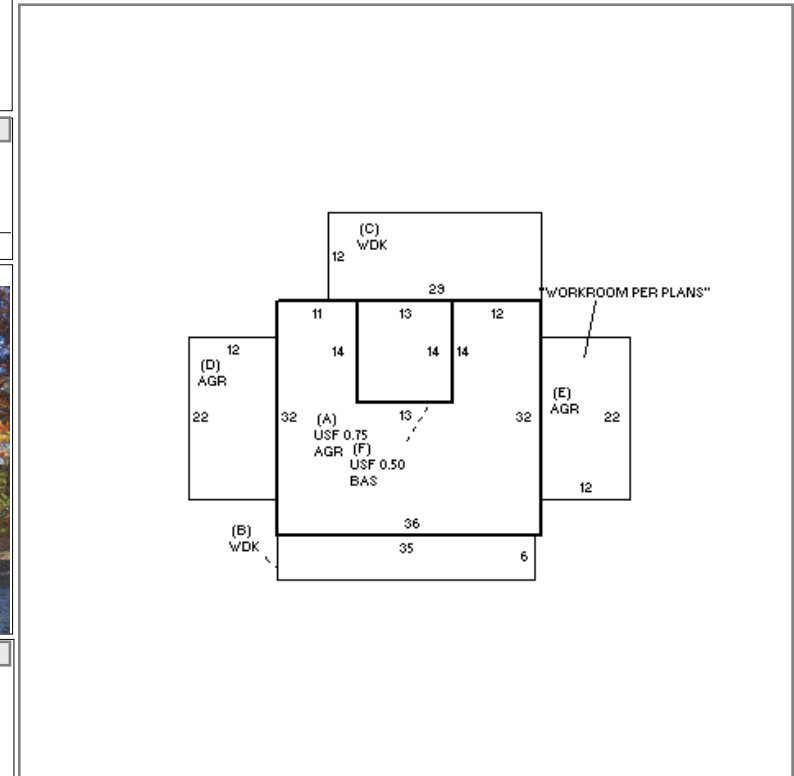 (C)
WDK
12
29
"WORKROOM PER PLANS"
11
13
12
12
14
14
14
(D)
AGR
(E)
AGR
22
32
13
32
22
(A)
USF 0.75
AGR
(F)
USF 0.50
BAS
12
36
(B)
WDK
35
6